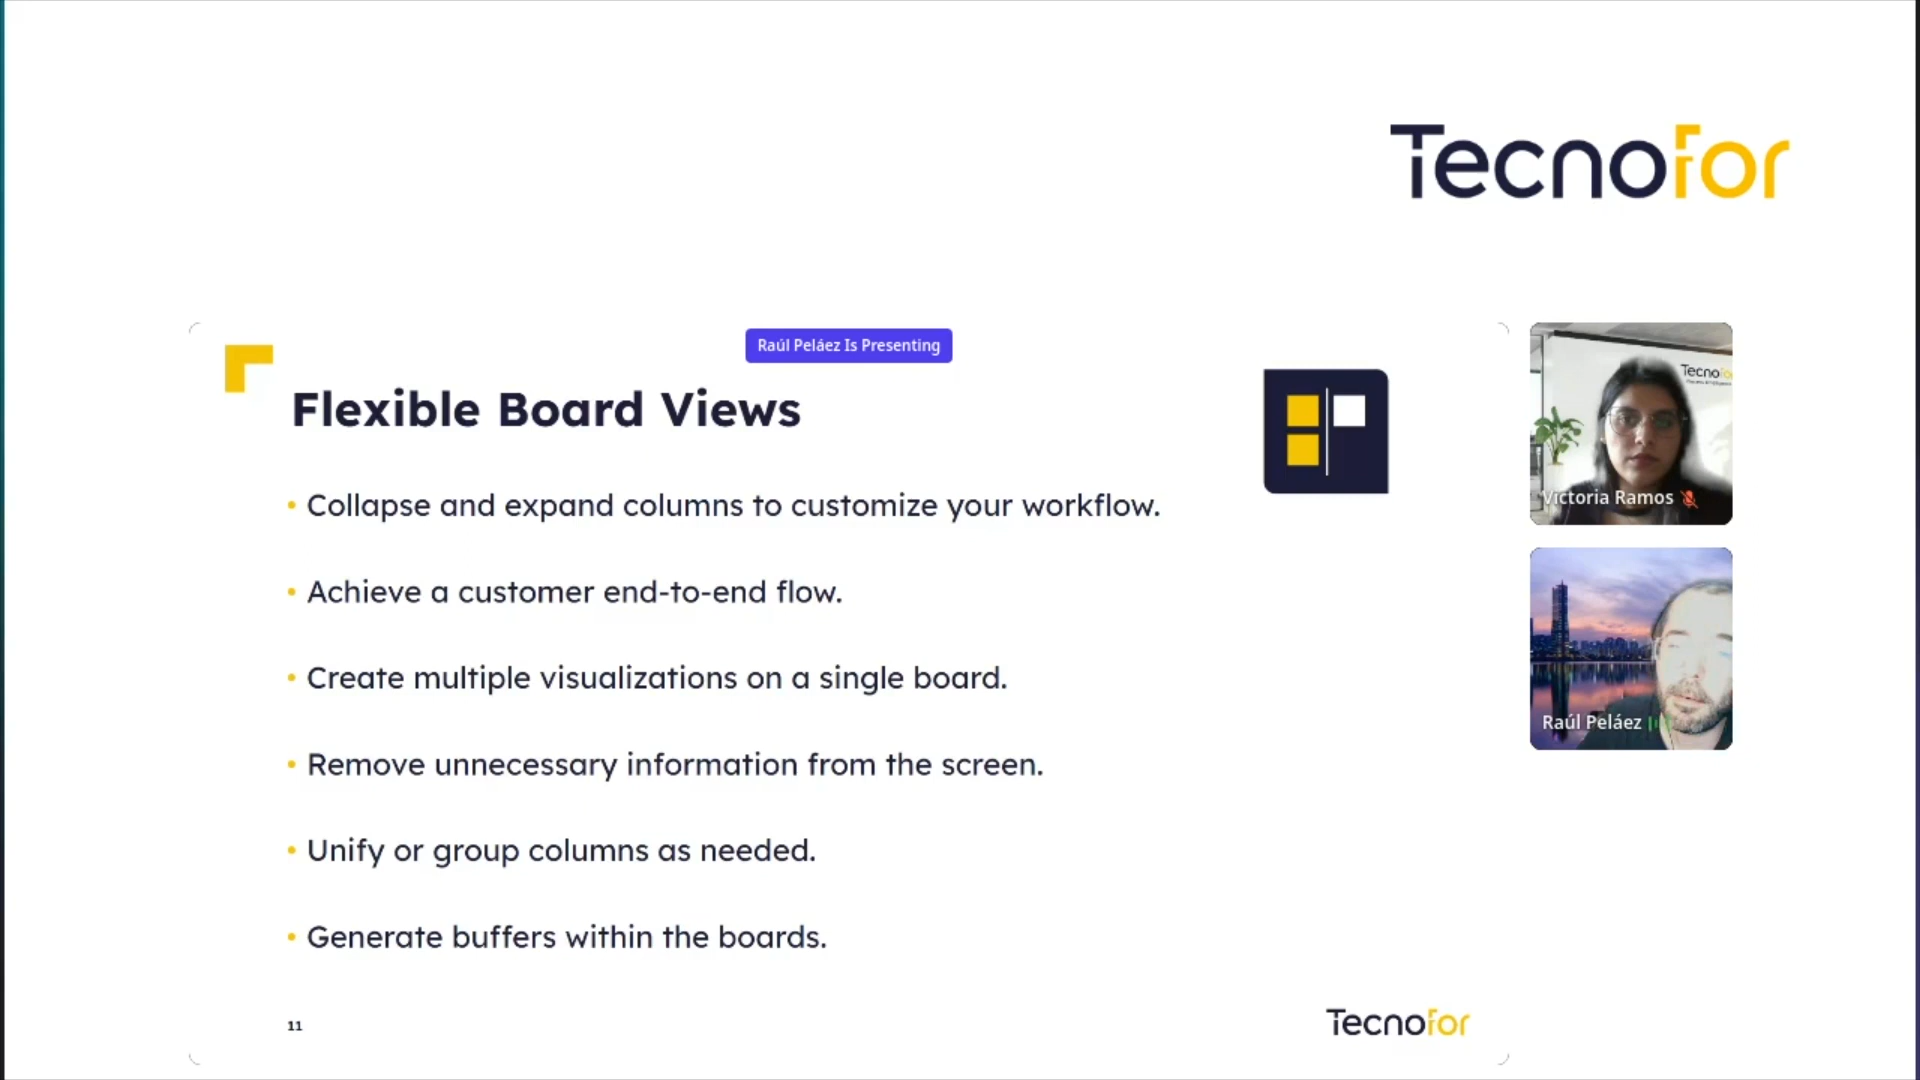 Tecnofor
Raúl Peláez Is Presenting
Flexible Board Views
• Collapse and expand columns to customize your workflow.
• Achieve a customer end-to-end flow.
• Create multiple visualizations on a single board.
• Remove unnecessary information from the screen.
• Unify or group columns as needed.
• Generate buffers within the boards.
11
Tecnofor
Tecnofor
Victoria Ramos
Raúl Peláez